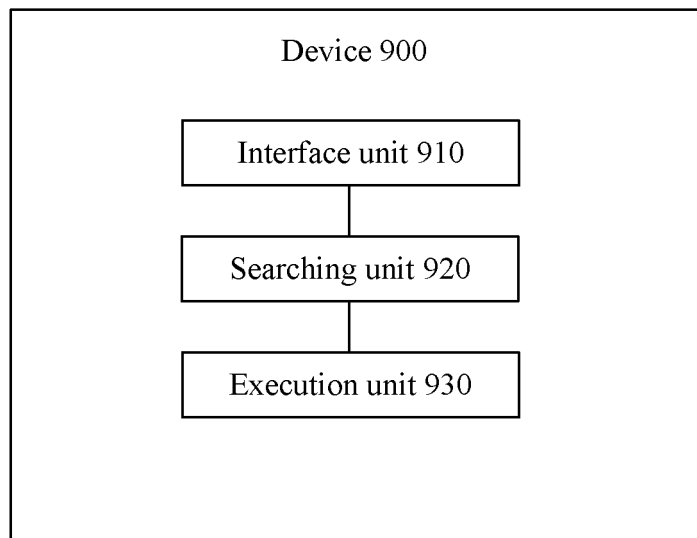 Device 900
Interface unit 910
Searching unit 920
Execution unit 930